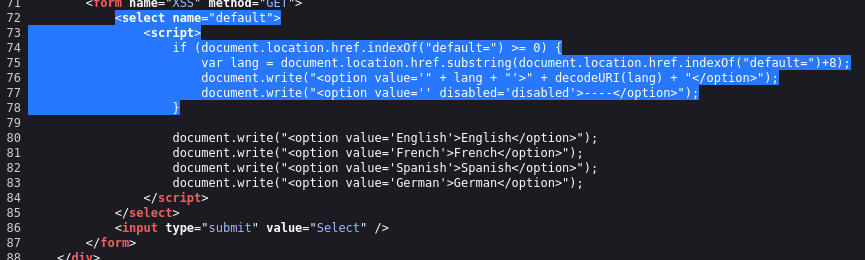 71 <form name="XSS" method="GET">
72 <select name="default">
73 <script>
74 if (document.location.href.indexOf("default=") >= 0) {
75 var lang = document.location.href.substring(document.location.href.indexOf("default=")+8);
76 document.write("<option value='" + lang + "'>" + decodeURI(lang) + "</option>");
77 document.write("<option value='' disabled='disabled'>----</option>");
78 }
79
80 document.write("<option value='English'>English</option>");
81 document.write("<option value='French'>French</option>");
82 document.write("<option value='Spanish'>Spanish</option>");
83 document.write("<option value='German'>German</option>");
84 </script>
85 </select>
86 <input type="submit" value="Select" />
87 </form>
88 </div>